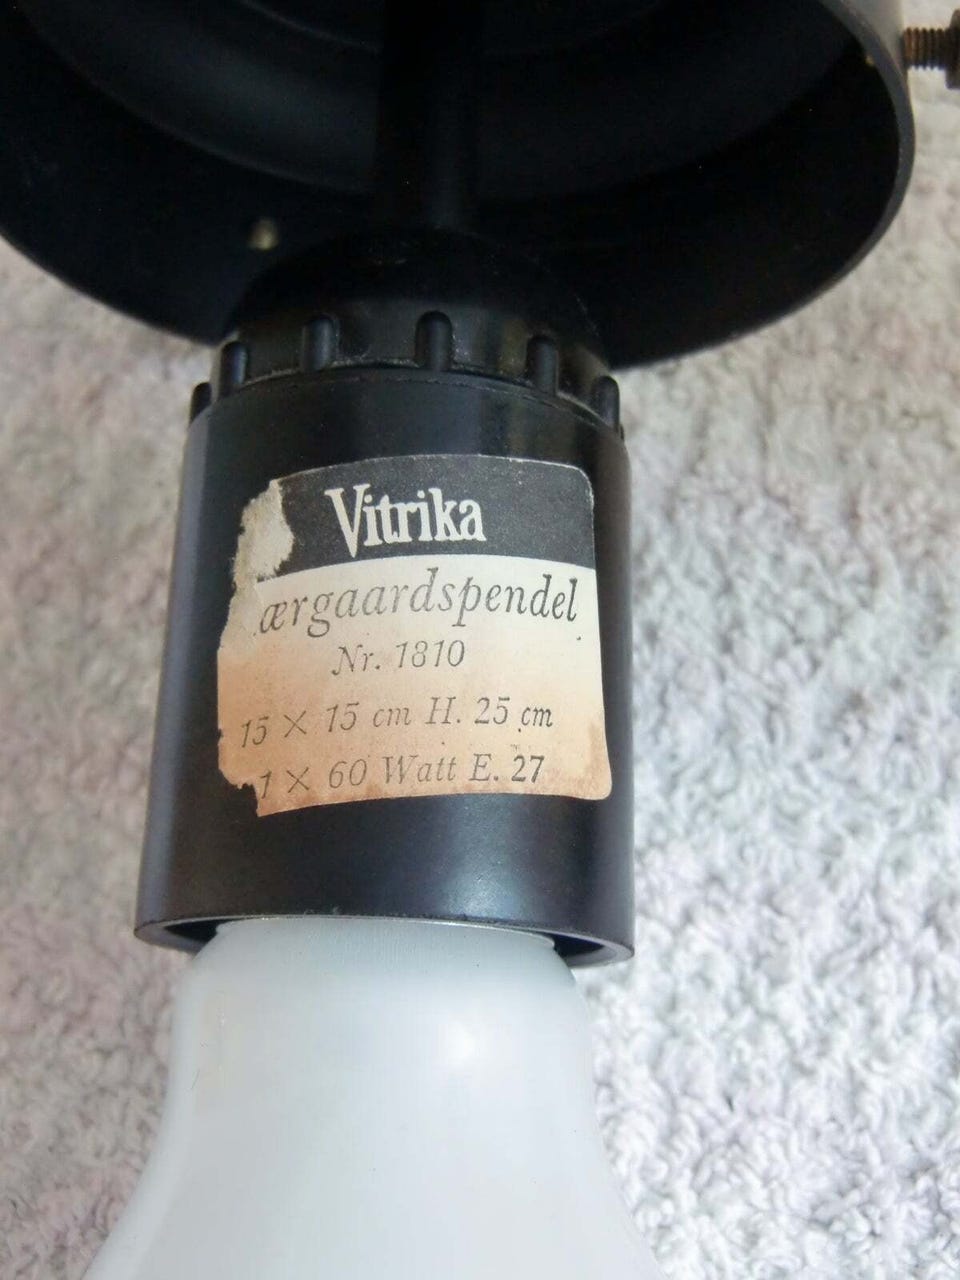 Vitrika
ærgaardspendel
Nr. 1810
15 × 15 cm H. 25 cm
1 × 60 Watt E. 27